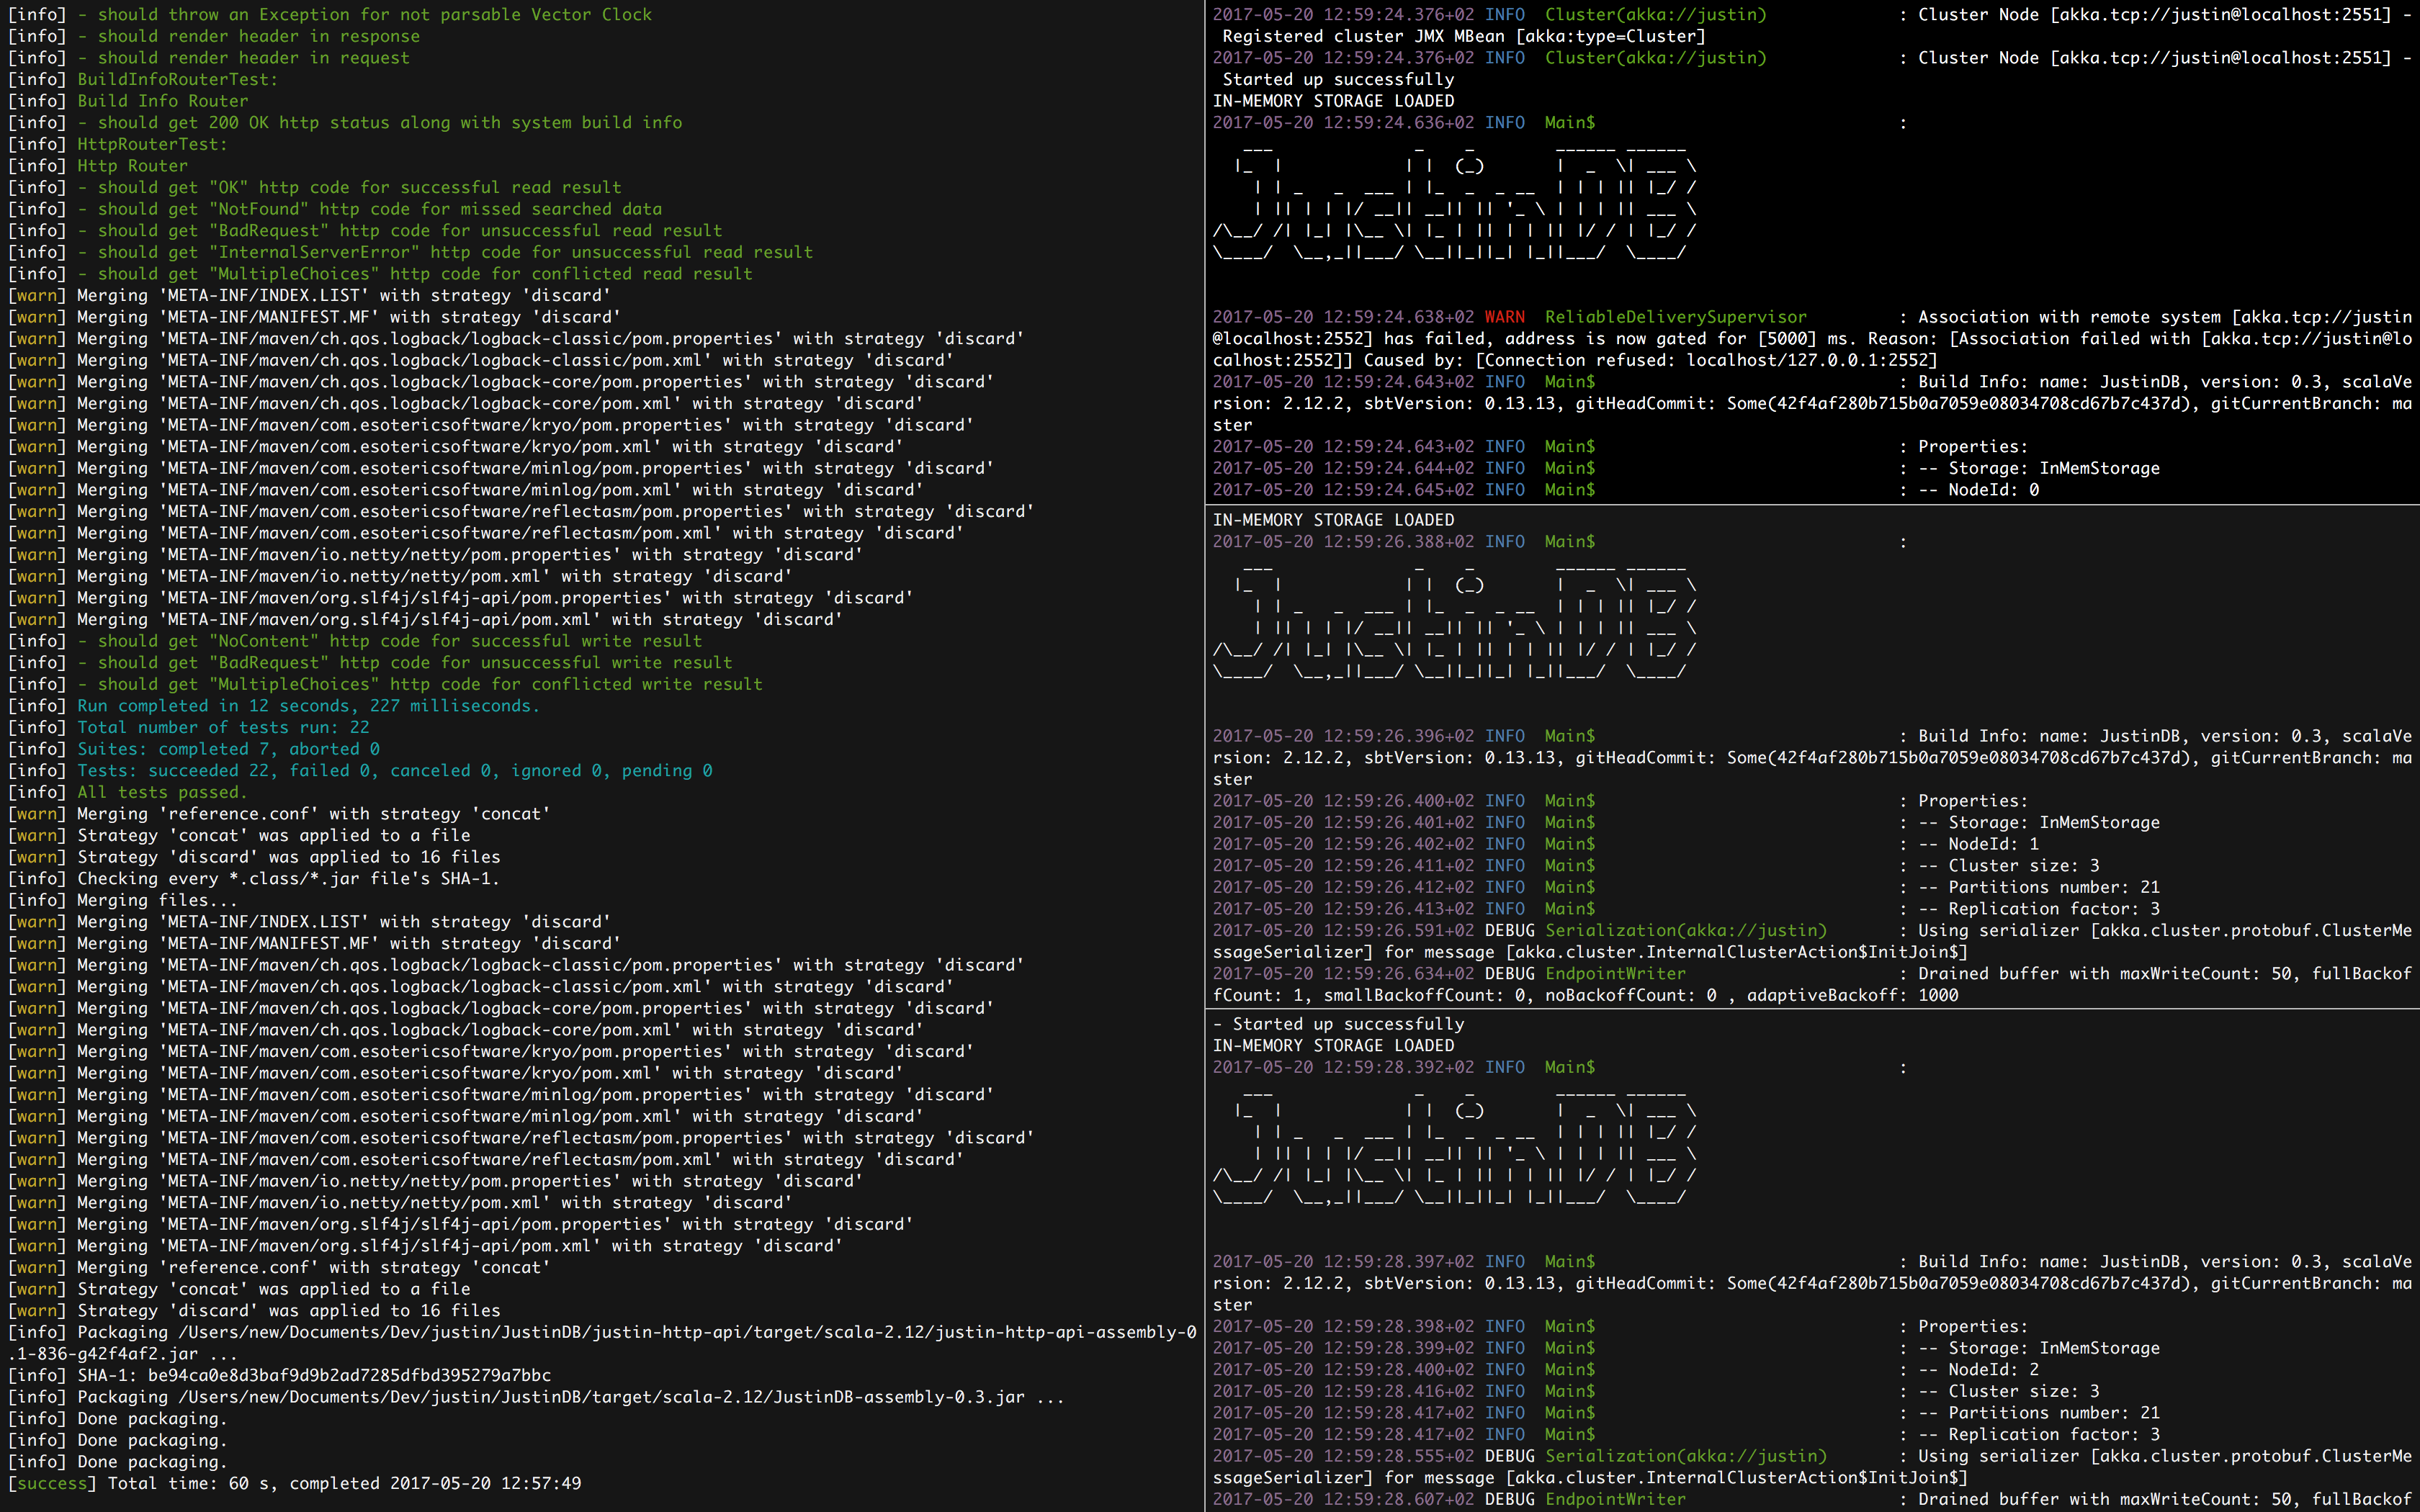 [info] - should throw an Exception for not parsable Vector Clock
[info] - should render header in response
[info] - should render header in request
[info] BuildInfoRouterTest:
[info] Build Info Router
[info] - should get 200 OK http status along with system build info
[info] HttpRouterTest:
[info] Http Router
[info] - should get "OK" http code for successful read result
[info] - should get "NotFound" http code for missed searched data
[info] - should get "BadRequest" http code for unsuccessful read result
[info] - should get "InternalServerError" http code for unsuccessful read result
[info] - should get "MultipleChoices" http code for conflicted read result
[warn] Merging 'META-INF/INDEX.LIST' with strategy 'discard'
[warn] Merging 'META-INF/MANIFEST.MF' with strategy 'discard'
[warn] Merging 'META-INF/maven/ch.qos.logback/logback-classic/pom.properties' with strategy 'discard'
[warn] Merging 'META-INF/maven/ch.qos.logback/logback-classic/pom.xml' with strategy 'discard'
[warn] Merging 'META-INF/maven/ch.qos.logback/logback-core/pom.properties' with strategy 'discard'
[warn] Merging 'META-INF/maven/ch.qos.logback/logback-core/pom.xml' with strategy 'discard'
[warn] Merging 'META-INF/maven/com.esotericsoftware/kryo/pom.properties' with strategy 'discard'
[warn] Merging 'META-INF/maven/com.esotericsoftware/kryo/pom.xml' with strategy 'discard'
[warn] Merging 'META-INF/maven/com.esotericsoftware/minlog/pom.properties' with strategy 'discard'
[warn] Merging 'META-INF/maven/com.esotericsoftware/minlog/pom.xml' with strategy 'discard'
[warn] Merging 'META-INF/maven/com.esotericsoftware/reflectasm/pom.properties' with strategy 'discard'
[warn] Merging 'META-INF/maven/com.esotericsoftware/reflectasm/pom.xml' with strategy 'discard'
[warn] Merging 'META-INF/maven/io.netty/netty/pom.properties' with strategy 'discard'
[warn] Merging 'META-INF/maven/io.netty/netty/pom.xml' with strategy 'discard'
[warn] Merging 'META-INF/maven/org.slf4j/slf4j-api/pom.properties' with strategy 'discard'
[warn] Merging 'META-INF/maven/org.slf4j/slf4j-api/pom.xml' with strategy 'discard'
[info] - should get "NoContent" http code for successful write result
[info] - should get "BadRequest" http code for unsuccessful write result
[info] - should get "MultipleChoices" http code for conflicted write result
[info] Run completed in 12 seconds, 227 milliseconds.
[info] Total number of tests run: 22
[info] Suites: completed 7, aborted 0
[info] Tests: succeeded 22, failed 0, canceled 0, ignored 0, pending 0
[info] All tests passed.
[warn] Merging 'reference.conf' with strategy 'concat'
[warn] Strategy 'concat' was applied to a file
[warn] Strategy 'discard' was applied to 16 files
[info] Checking every *.class/*.jar file's SHA-1.
[info] Merging files...
[warn] Merging 'META-INF/INDEX.LIST' with strategy 'discard'
[warn] Merging 'META-INF/MANIFEST.MF' with strategy 'discard'
[warn] Merging 'META-INF/maven/ch.qos.logback/logback-classic/pom.properties' with strategy 'discard'
[warn] Merging 'META-INF/maven/ch.qos.logback/logback-classic/pom.xml' with strategy 'discard'
[warn] Merging 'META-INF/maven/ch.qos.logback/logback-core/pom.properties' with strategy 'discard'
[warn] Merging 'META-INF/maven/ch.qos.logback/logback-core/pom.xml' with strategy 'discard'
[warn] Merging 'META-INF/maven/com.esotericsoftware/kryo/pom.properties' with strategy 'discard'
[warn] Merging 'META-INF/maven/com.esotericsoftware/kryo/pom.xml' with strategy 'discard'
[warn] Merging 'META-INF/maven/com.esotericsoftware/minlog/pom.properties' with strategy 'discard'
[warn] Merging 'META-INF/maven/com.esotericsoftware/minlog/pom.xml' with strategy 'discard'
[warn] Merging 'META-INF/maven/com.esotericsoftware/reflectasm/pom.properties' with strategy 'discard'
[warn] Merging 'META-INF/maven/com.esotericsoftware/reflectasm/pom.xml' with strategy 'discard'
[warn] Merging 'META-INF/maven/io.netty/netty/pom.properties' with strategy 'discard'
[warn] Merging 'META-INF/maven/io.netty/netty/pom.xml' with strategy 'discard'
[warn] Merging 'META-INF/maven/org.slf4j/slf4j-api/pom.properties' with strategy 'discard'
[warn] Merging 'META-INF/maven/org.slf4j/slf4j-api/pom.xml' with strategy 'discard'
[warn] Merging 'reference.conf' with strategy 'concat'
[warn] Strategy 'concat' was applied to a file
[warn] Strategy 'discard' was applied to 16 files
[info] Packaging /Users/new/Documents/Dev/justin/JustinDB/justin-http-api/target/scala-2.12/justin-http-api-assembly-0
.1-836-g42f4af2.jar ...
[info] SHA-1: be94ca0e8d3baf9d9b2ad7285dfbd395279a7bbc
[info] Packaging /Users/new/Documents/Dev/justin/JustinDB/target/scala-2.12/JustinDB-assembly-0.3.jar ...
[info] Done packaging.
[info] Done packaging.
[info] Done packaging.
[success] Total time: 60 s, completed 2017-05-20 12:57:49
2017-05-20 12:59:24.376+02 INFO Cluster(akka://justin) : Cluster Node [akka.tcp://justin@localhost:2551] -
Registered cluster JMX MBean [akka:type=Cluster]
2017-05-20 12:59:24.376+02 INFO Cluster(akka://justin) : Cluster Node [akka.tcp://justin@localhost:2551] -
Started up successfully
IN-MEMORY STORAGE LOADED
2017-05-20 12:59:24.636+02 INFO Main$ :
JustinDB
2017-05-20 12:59:24.638+02 WARN ReliableDeliverySupervisor : Association with remote system [akka.tcp://justin
@localhost:2552] has failed, address is now gated for [5000] ms. Reason: [Association failed with [akka.tcp://justin@lo
calhost:2552]] Caused by: [Connection refused: localhost/127.0.0.1:2552]
2017-05-20 12:59:24.643+02 INFO Main$ : Build Info: name: JustinDB, version: 0.3, scalaVe
rsion: 2.12.2, sbtVersion: 0.13.13, gitHeadCommit: Some(42f4af280b715b0a7059e08034708cd67b7c437d), gitCurrentBranch: ma
ster
2017-05-20 12:59:24.643+02 INFO Main$ : Properties:
2017-05-20 12:59:24.644+02 INFO Main$ : -- Storage: InMemStorage
2017-05-20 12:59:24.645+02 INFO Main$ : -- NodeId: 0
IN-MEMORY STORAGE LOADED
2017-05-20 12:59:26.388+02 INFO Main$ :
JustinDB
2017-05-20 12:59:26.396+02 INFO Main$ : Build Info: name: JustinDB, version: 0.3, scalaVe
rsion: 2.12.2, sbtVersion: 0.13.13, gitHeadCommit: Some(42f4af280b715b0a7059e08034708cd67b7c437d), gitCurrentBranch: ma
ster
2017-05-20 12:59:26.400+02 INFO Main$ : Properties:
2017-05-20 12:59:26.401+02 INFO Main$ : -- Storage: InMemStorage
2017-05-20 12:59:26.402+02 INFO Main$ : -- NodeId: 1
2017-05-20 12:59:26.411+02 INFO Main$ : -- Cluster size: 3
2017-05-20 12:59:26.412+02 INFO Main$ : -- Partitions number: 21
2017-05-20 12:59:26.413+02 INFO Main$ : -- Replication factor: 3
2017-05-20 12:59:26.591+02 DEBUG Serialization(akka://justin) : Using serializer [akka.cluster.protobuf.ClusterMe
ssageSerializer] for message [akka.cluster.InternalClusterAction$InitJoin$]
2017-05-20 12:59:26.634+02 DEBUG EndpointWriter : Drained buffer with maxWriteCount: 50, fullBackof
fCount: 1, smallBackoffCount: 0, noBackoffCount: 0 , adaptiveBackoff: 1000
- Started up successfully
IN-MEMORY STORAGE LOADED
2017-05-20 12:59:28.392+02 INFO Main$ :
JustinDB
2017-05-20 12:59:28.397+02 INFO Main$ : Build Info: name: JustinDB, version: 0.3, scalaVe
rsion: 2.12.2, sbtVersion: 0.13.13, gitHeadCommit: Some(42f4af280b715b0a7059e08034708cd67b7c437d), gitCurrentBranch: ma
ster
2017-05-20 12:59:28.398+02 INFO Main$ : Properties:
2017-05-20 12:59:28.399+02 INFO Main$ : -- Storage: InMemStorage
2017-05-20 12:59:28.400+02 INFO Main$ : -- NodeId: 2
2017-05-20 12:59:28.416+02 INFO Main$ : -- Cluster size: 3
2017-05-20 12:59:28.417+02 INFO Main$ : -- Partitions number: 21
2017-05-20 12:59:28.417+02 INFO Main$ : -- Replication factor: 3
2017-05-20 12:59:28.555+02 DEBUG Serialization(akka://justin) : Using serializer [akka.cluster.protobuf.ClusterMe
ssageSerializer] for message [akka.cluster.InternalClusterAction$InitJoin$]
2017-05-20 12:59:28.607+02 DEBUG EndpointWriter : Drained buffer with maxWriteCount: 50, fullBackof